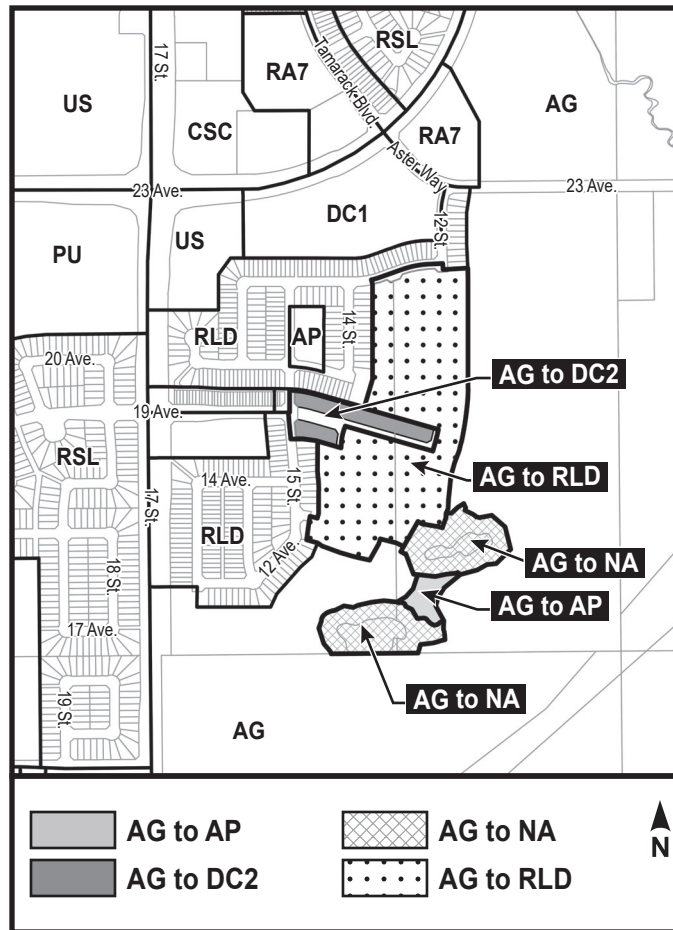 RSL
17 St.
Tamarack Blvd.
US
RA7
AG
CSC
RA7
Aster Way
23 Ave.
23 Ave.
DC1
12 St.
PU
US
RLD
AP
14 St.
20 Ave.
AG to DC2
19 Ave.
RSL
14 Ave.
15 St.
AG to RLD
17 St.
RLD
12 Ave.
18 St.
AG to NA
AG to AP
17 Ave.
19 St.
AG to NA
AG
AG to AP
AG to NA
AG to DC2
AG to RLD
N